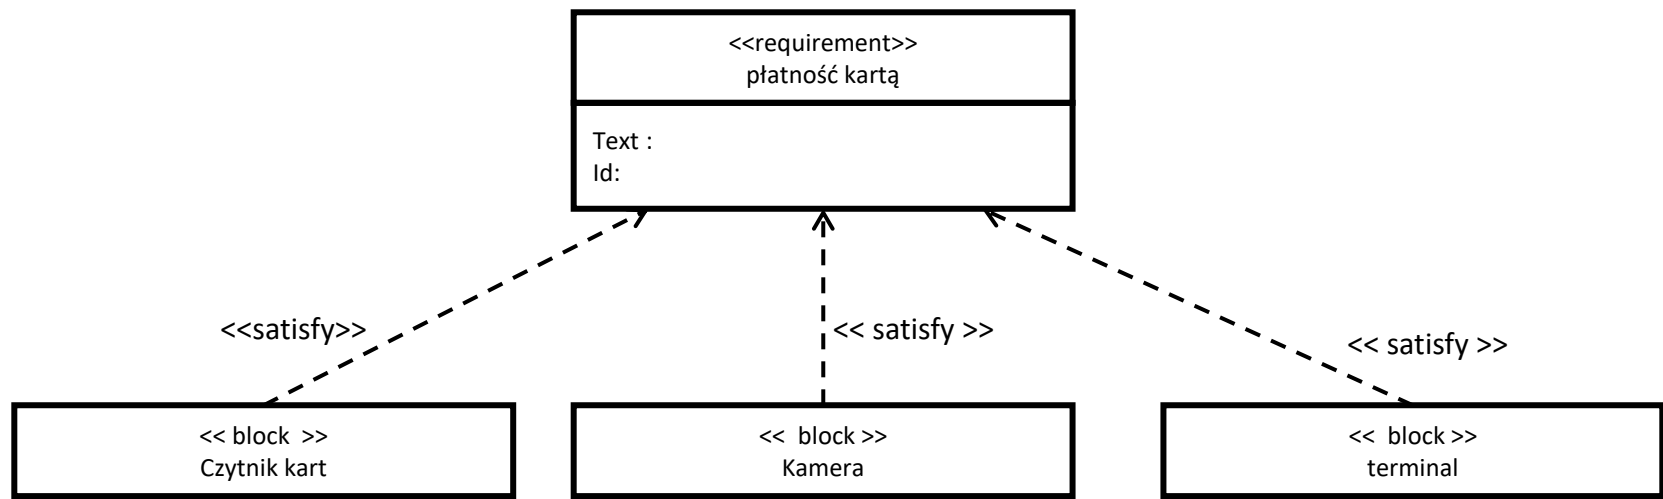 <<requirement>>
płatność kartą
Text :
Id:
<<satisfy>>
<< satisfy >>
<< satisfy >>
<< block >>
Czytnik kart
<< block >>
Kamera
<< block >>
terminal